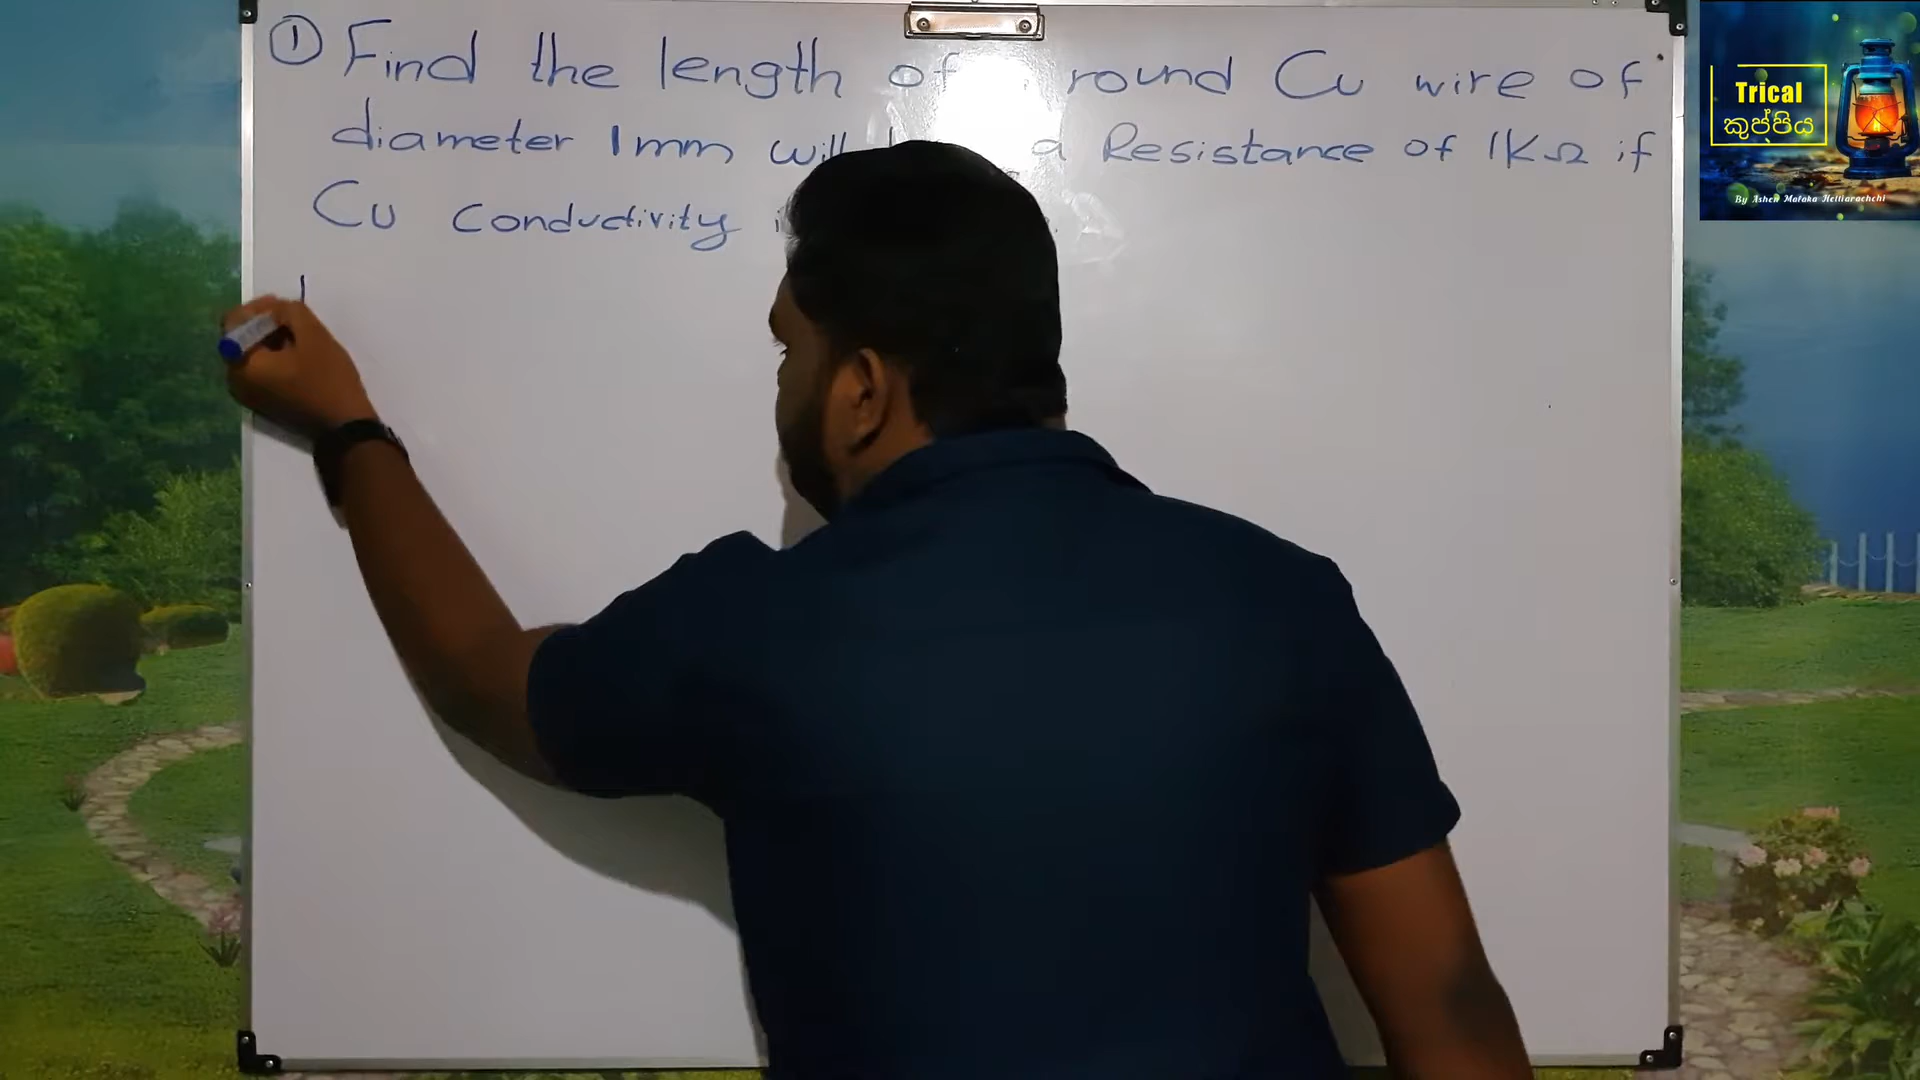 ① Find the length of round Cu wire of
diameter 1mm will a Resistance of 1KΩ if
Cu Conductivity
Trical
කුප්පිය
By Ashen Malaka Hettiarachchi